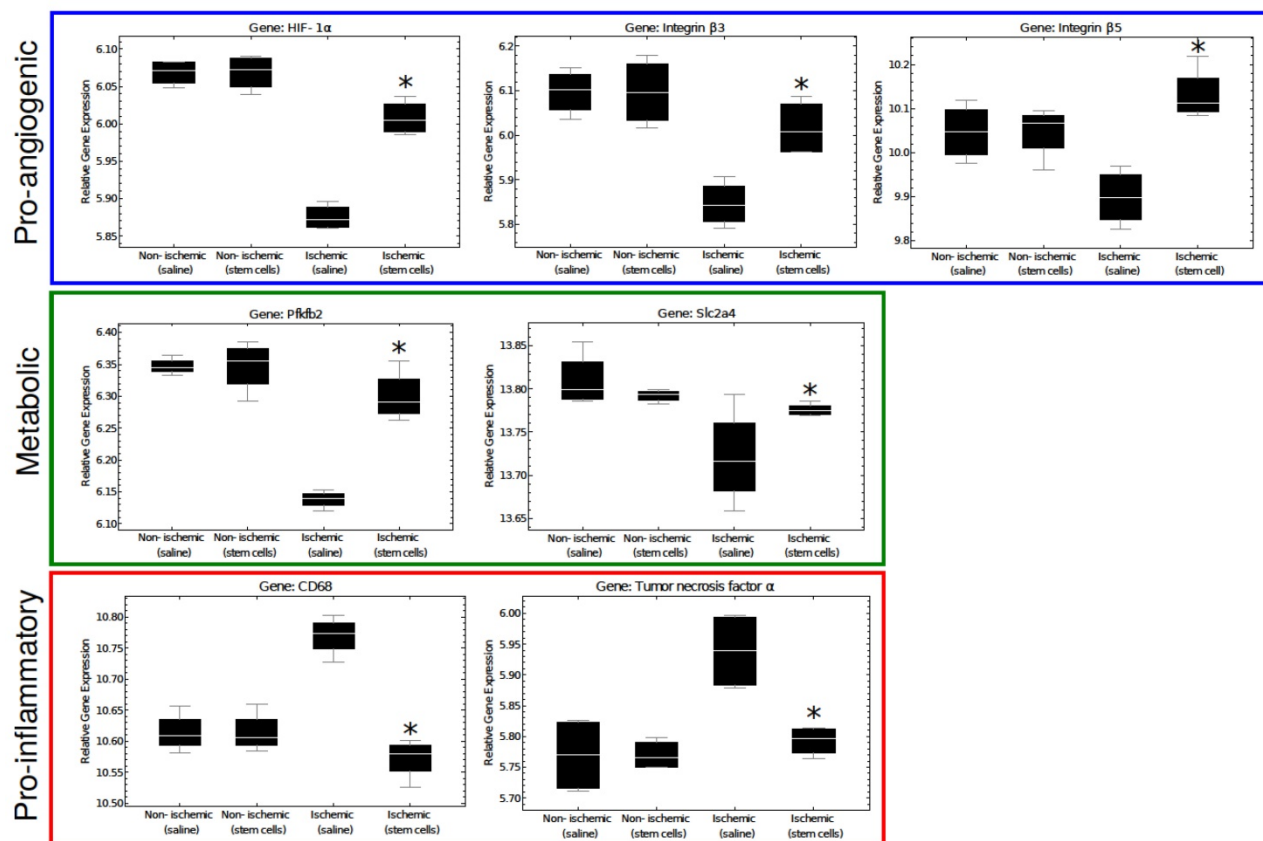 Pro-angiogenic
Gene: HIF- 1α
Relative Gene Expression
6.10
6.05
6.00
5.95
5.90
5.85
*
Non- ischemic
(saline)
Non- ischemic
(stem cells)
Ischemic
(saline)
Ischemic
(stem cells)
Gene: Integrin β3
Relative Gene Expression
6.2
6.1
6.0
5.9
5.8
*
Non- ischemic
(saline)
Non- ischemic
(stem cells)
Ischemic
(saline)
Ischemic
(stem cells)
Gene: Integrin β5
Relative Gene Expression
10.2
10.1
10.0
9.9
9.8
*
Non- ischemic
(saline)
Non- ischemic
(stem cells)
Ischemic
(saline)
Ischemic
(stem cell)
Metabolic
Gene: Pfkfb2
Relative Gene Expression
6.40
6.35
6.30
6.25
6.20
6.15
6.10
*
Non- ischemic
(saline)
Non- ischemic
(stem cells)
Ischemic
(saline)
Ischemic
(stem cells)
Gene: Slc2a4
Relative Gene Expression
13.85
13.80
13.75
13.70
13.65
*
Non- ischemic
(saline)
Non- ischemic
(stem cells)
Ischemic
(saline)
Ischemic
(stem cells)
Pro-inflammatory
Gene: CD68
Relative Gene Expression
10.80
10.75
10.70
10.65
10.60
10.55
10.50
*
Non- ischemic
(saline)
Non- ischemic
(stem cells)
Ischemic
(saline)
Ischemic
(stem cells)
Gene: Tumor necrosis factor α
Relative Gene Expression
6.00
5.95
5.90
5.85
5.80
5.75
5.70
*
Non- ischemic
(saline)
Non- ischemic
(stem cells)
Ischemic
(saline)
Ischemic
(stem cells)